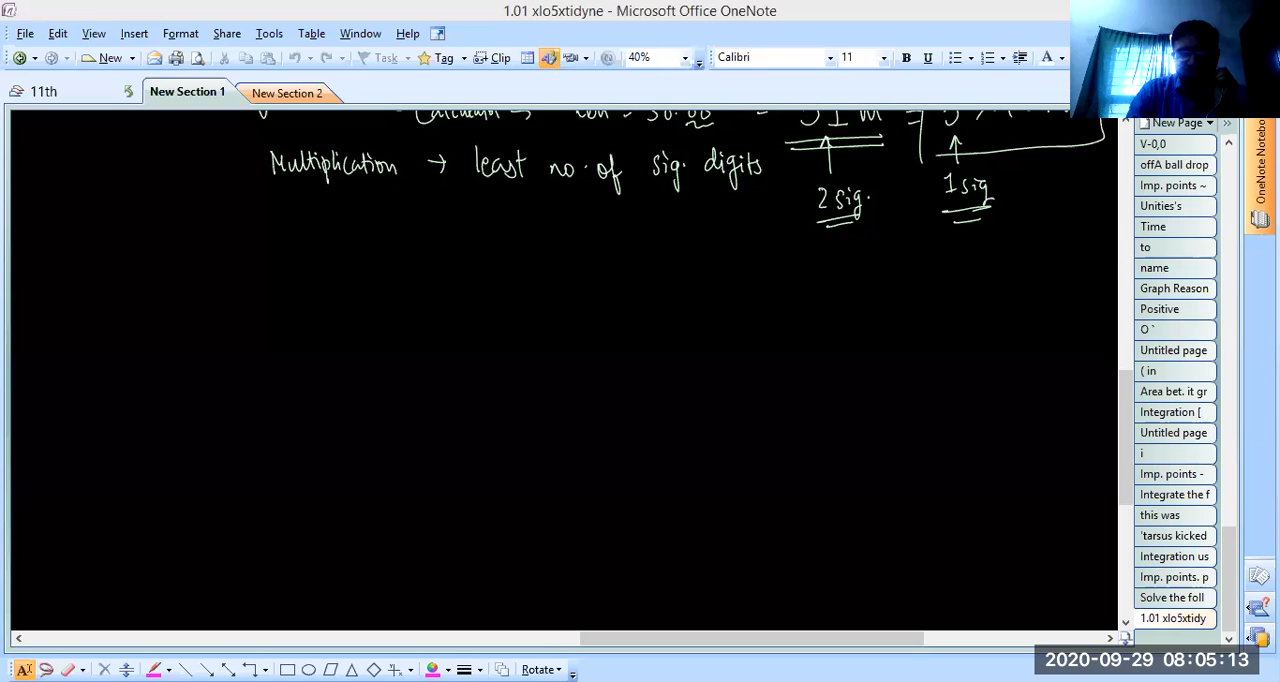 1.01 xlo5xtidyne - Microsoft Office OneNote
File Edit View Insert Format Share Tools Table Window Help
New Task Tag Clip 40% Calibri 11 B U A
11th New Section 1 New Section 2
New Page
OneNote Notebo
Multiplication → least no. of sig. digits
2 sig.
1 sig
V-0,0
offA ball drop
Imp. points ~
Unities's
Time
to
name
Graph Reason
Positive
O `
Untitled page
( in
Area bet. it gr
Integration [
Untitled page
i
Imp. points -
Integrate the f
this was
'tarsus kicked
Integration us
Imp. points. p
Solve the foll
1.01 xlo5xtidy
2020-09-29 08:05:13
Rotate